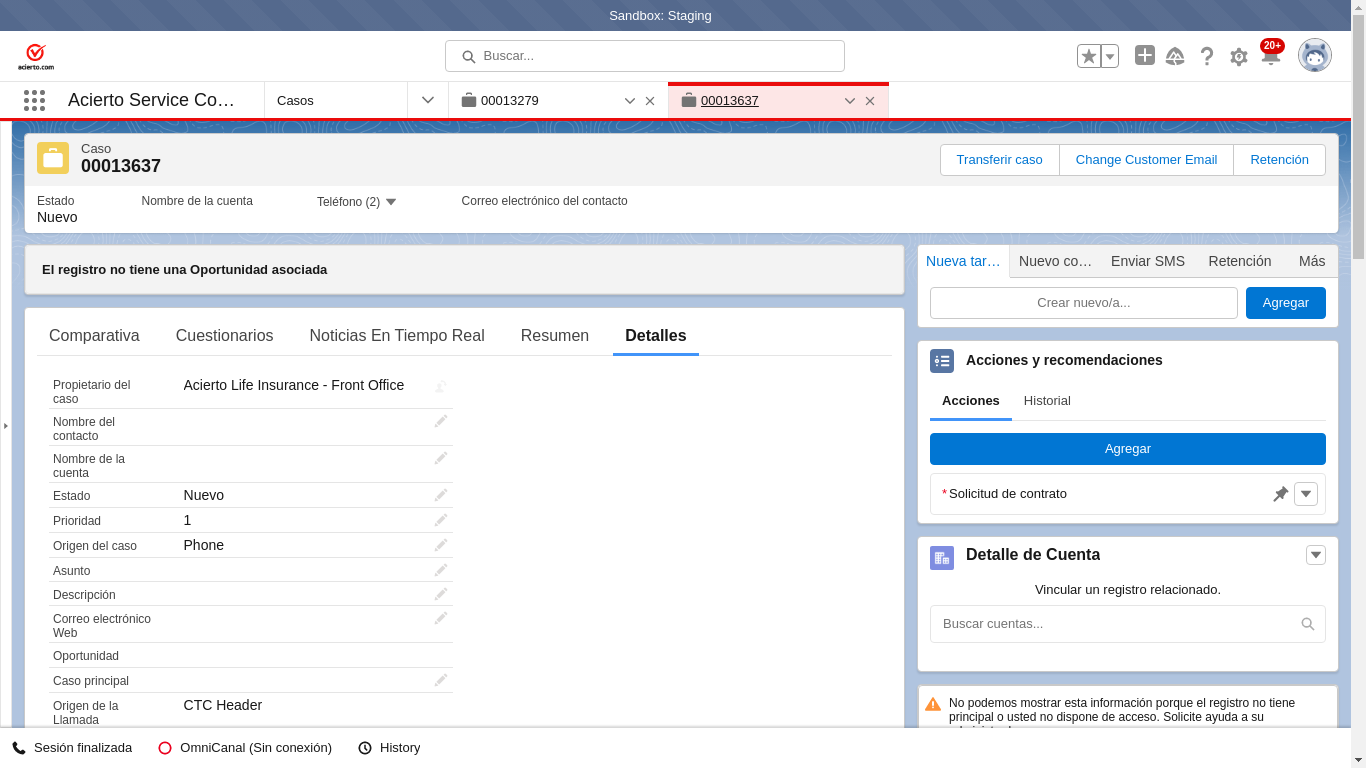 Sandbox: Staging
acierto.com
Buscar...
20+
Acierto Service Co…
Casos
00013279
00013637
Caso
00013637
Transferir caso
Change Customer Email
Retención
Estado
Nombre de la cuenta
Teléfono (2)
Correo electrónico del contacto
Nuevo
El registro no tiene una Oportunidad asociada
Comparativa
Cuestionarios
Noticias En Tiempo Real
Resumen
Detalles
Propietario del
caso
Acierto Life Insurance - Front Office
Nombre del
contacto
Nombre de la
cuenta
Estado
Nuevo
Prioridad
1
Origen del caso
Phone
Asunto
Descripción
Correo electrónico
Web
Oportunidad
Caso principal
Origen de la
Llamada
CTC Header
Nueva tar…
Nuevo co…
Enviar SMS
Retención
Más
Crear nuevo/a...
Agregar
Acciones y recomendaciones
Acciones
Historial
Agregar
*Solicitud de contrato
Detalle de Cuenta
Vincular un registro relacionado.
Buscar cuentas...
No podemos mostrar esta información porque el registro no tiene
principal o usted no dispone de acceso. Solicite ayuda a su
Sesión finalizada
OmniCanal (Sin conexión)
History